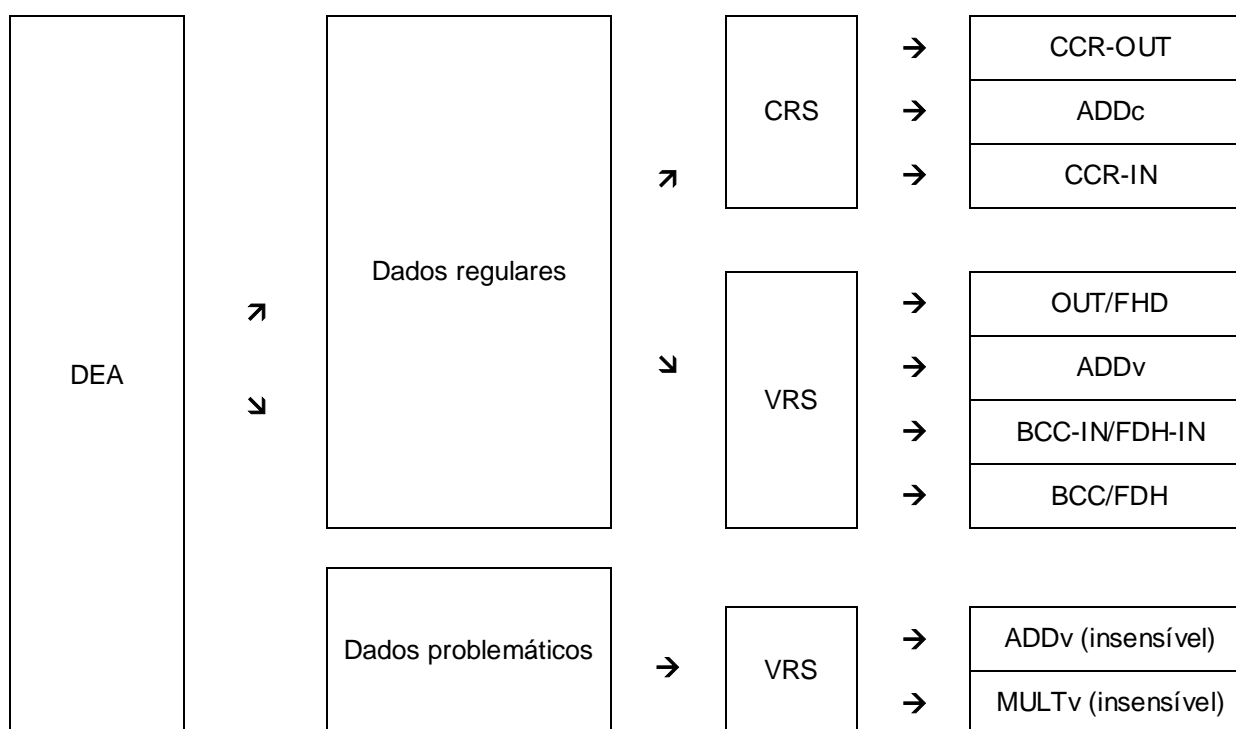 DEA
Dados regulares
CRS
CCR-OUT
ADDc
CCR-IN
VRS
OUT/FHD
ADDv
BCC-IN/FDH-IN
BCC/FDH
Dados problemáticos
VRS
ADDv (insensível)
MULTv (insensível)